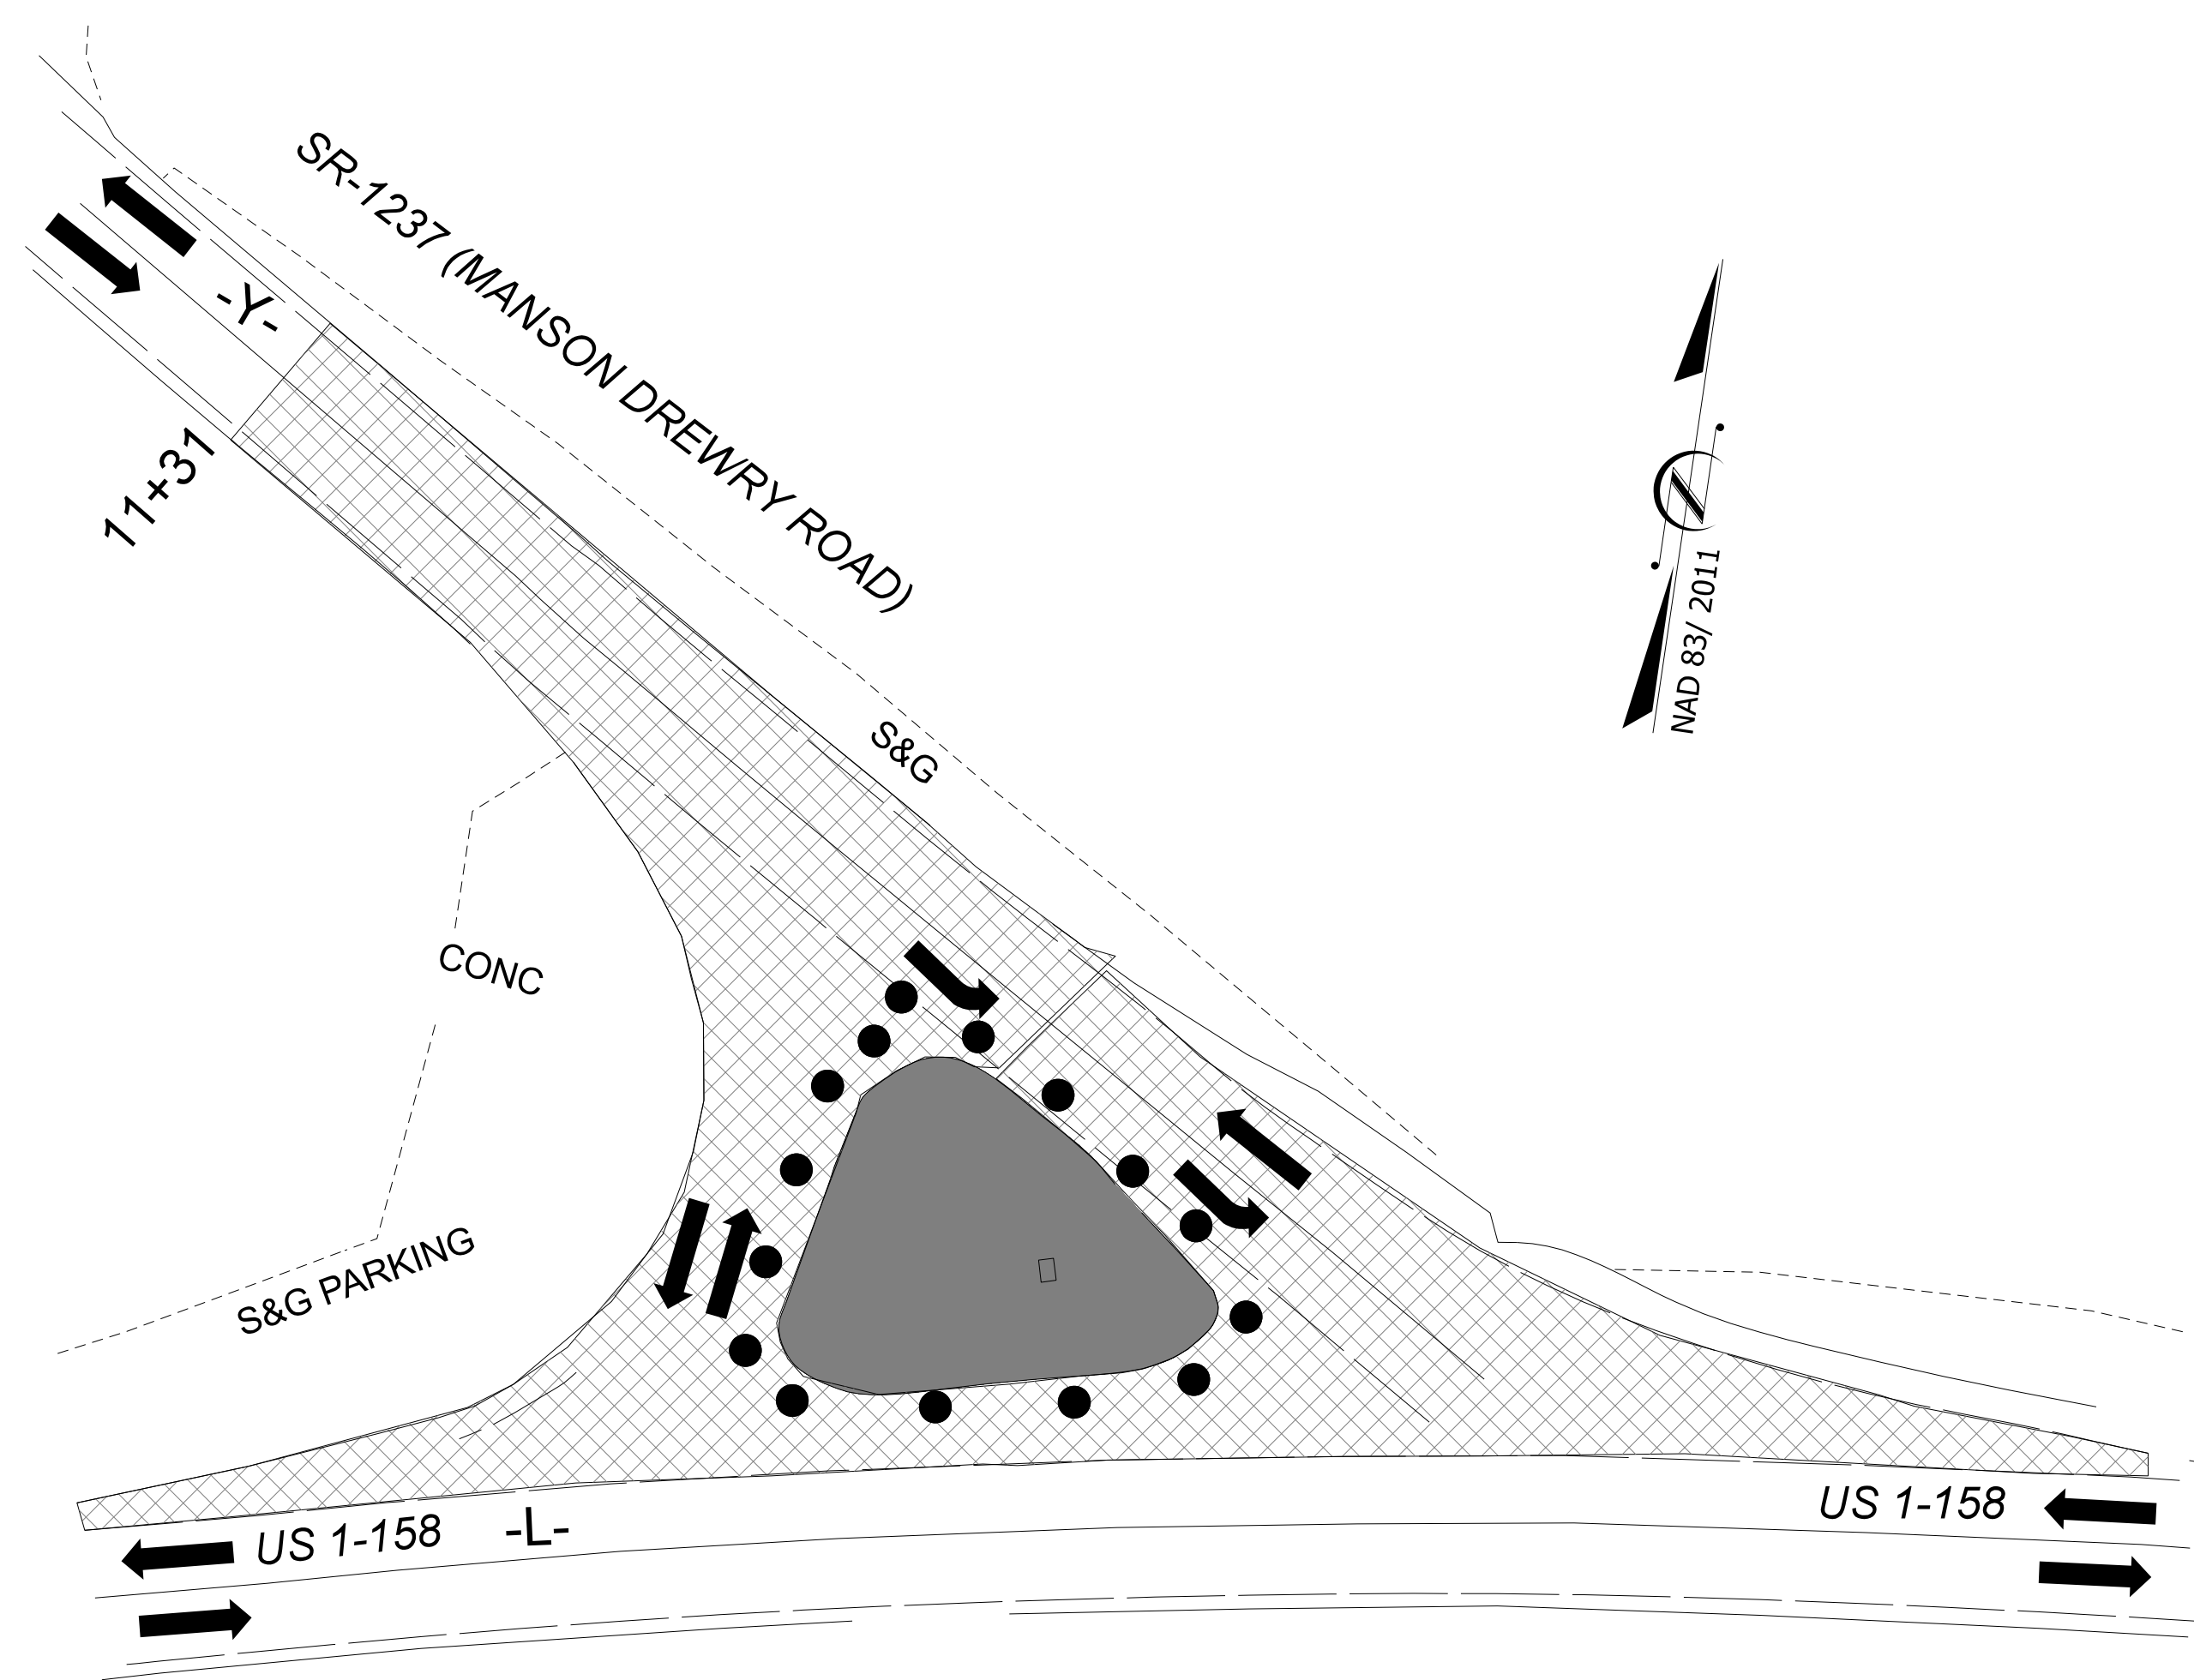 SR-1237 (MANSON DREWRY ROAD)
-Y-
11+31
N
NAD 83/ 2011
S&G
CONC
S&G PARKING
US 1-158
-L-
US 1-158